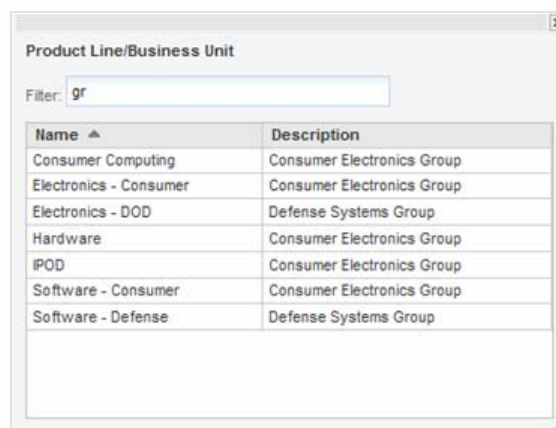 Product Line/Business Unit
Filter: gr
Name Description
Consumer Computing Consumer Electronics Group
Electronics - Consumer Consumer Electronics Group
Electronics - DOD Defense Systems Group
Hardware Consumer Electronics Group
IPOD Consumer Electronics Group
Software - Consumer Consumer Electronics Group
Software - Defense Defense Systems Group